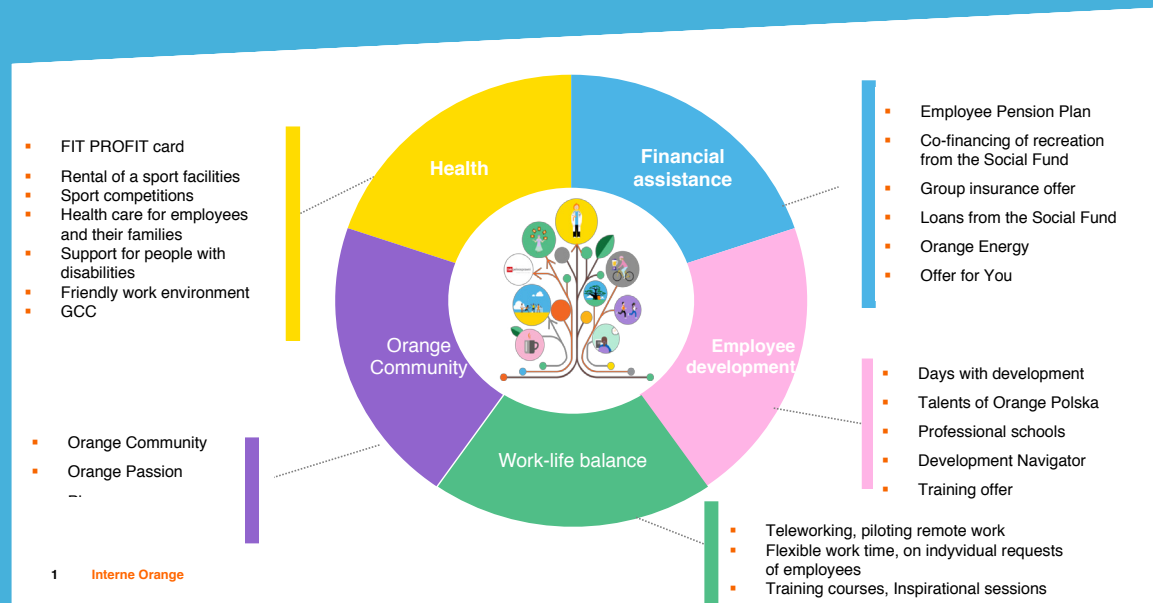 Health
Financial
assistance
Orange
Community
Employee
development
Work-life balance
FIT PROFIT card
Rental of a sport facilities
Sport competitions
Health care for employees
and their families
Support for people with
disabilities
Friendly work environment
GCC
Orange Community
Orange Passion
Employee Pension Plan
Co-financing of recreation
from the Social Fund
Group insurance offer
Loans from the Social Fund
Orange Energy
Offer for You
Days with development
Talents of Orange Polska
Professional schools
Development Navigator
Training offer
Teleworking, piloting remote work
Flexible work time, on indyvidual requests
of employees
Training courses, Inspirational sessions
1 Interne Orange